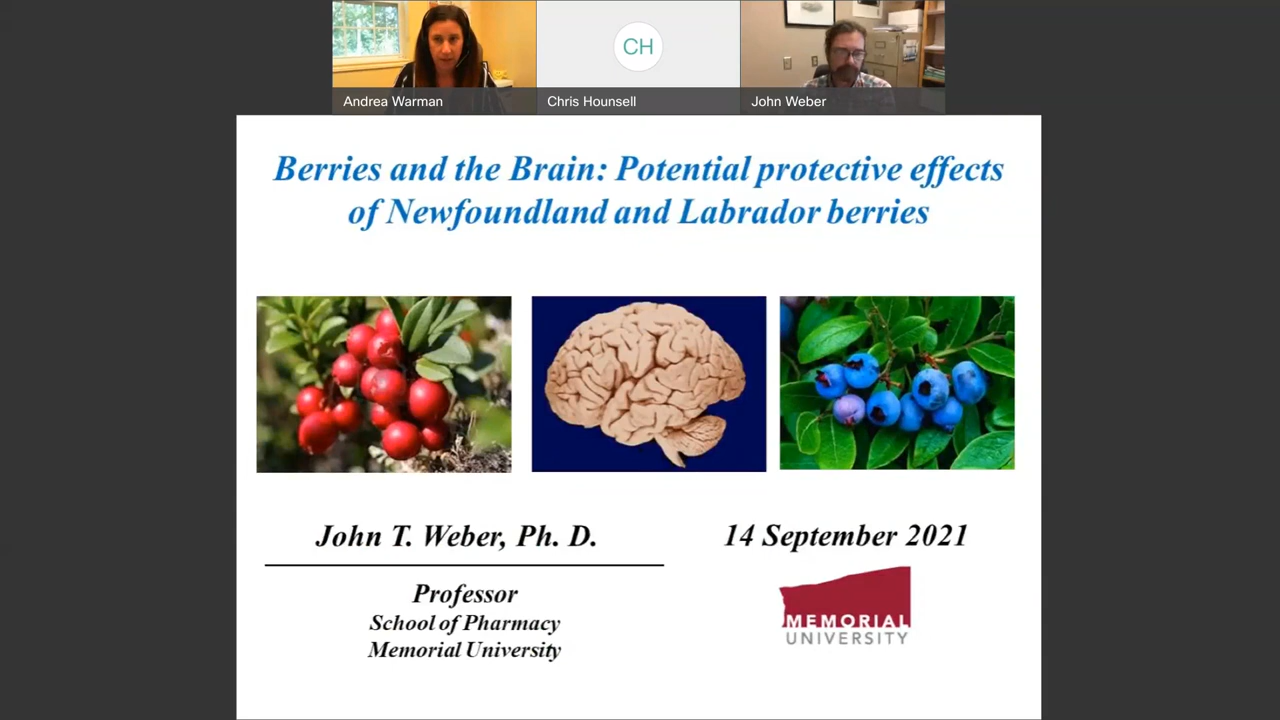 CH
Andrea Warman
Chris Hounsell
John Weber
Berries and the Brain: Potential protective effects
of Newfoundland and Labrador berries
John T. Weber, Ph. D.
14 September 2021
Professor
School of Pharmacy
Memorial University
MEMORIAL
UNIVERSITY